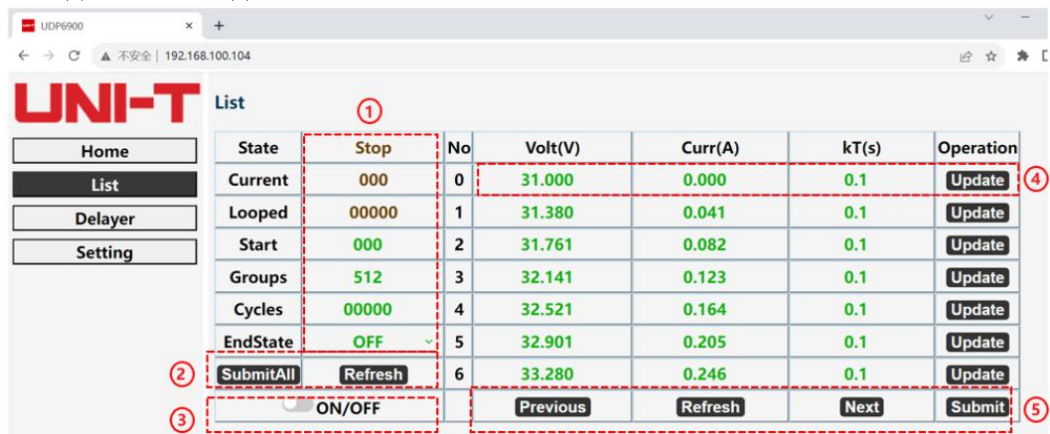 UDP6900
不安全 | 192.168.100.104
UNI-T
List
①
Home
List
Delayer
Setting
State Stop No Volt(V) Curr(A) kT(s) Operation
Current 000 0 31.000 0.000 0.1 Update ④
Looped 00000 1 31.380 0.041 0.1 Update
Start 000 2 31.761 0.082 0.1 Update
Groups 512 3 32.141 0.123 0.1 Update
Cycles 00000 4 32.521 0.164 0.1 Update
EndState OFF 5 32.901 0.205 0.1 Update
② SubmitAll Refresh 6 33.280 0.246 0.1 Update
③ ON/OFF Previous Refresh Next Submit ⑤